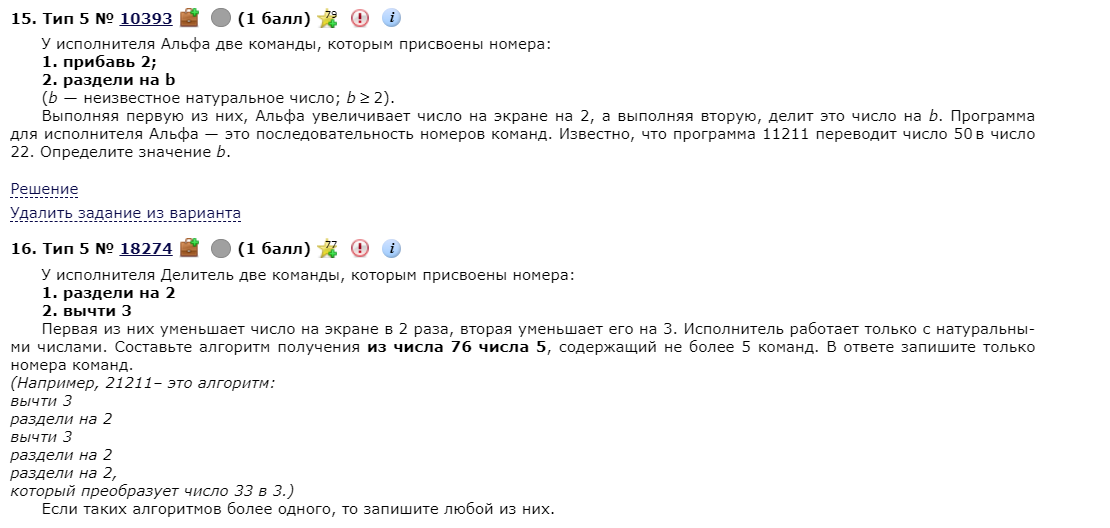 15. Тип 5 № 10393 (1 балл) 79
У исполнителя Альфа две команды, которым присвоены номера:
1. прибавь 2;
2. раздели на b
(b — неизвестное натуральное число; b ≥ 2).
Выполняя первую из них, Альфа увеличивает число на экране на 2, а выполняя вторую, делит это число на b. Программа
для исполнителя Альфа — это последовательность номеров команд. Известно, что программа 11211 переводит число 50 в число
22. Определите значение b.
Решение
Удалить задание из варианта
16. Тип 5 № 18274 (1 балл) 77
У исполнителя Делитель две команды, которым присвоены номера:
1. раздели на 2
2. вычти 3
Первая из них уменьшает число на экране в 2 раза, вторая уменьшает его на 3. Исполнитель работает только с натуральны-
ми числами. Составьте алгоритм получения из числа 76 числа 5, содержащий не более 5 команд. В ответе запишите только
номера команд.
(Например, 21211– это алгоритм:
вычти 3
раздели на 2
вычти 3
раздели на 2
раздели на 2,
который преобразует число 33 в 3.)
Если таких алгоритмов более одного, то запишите любой из них.